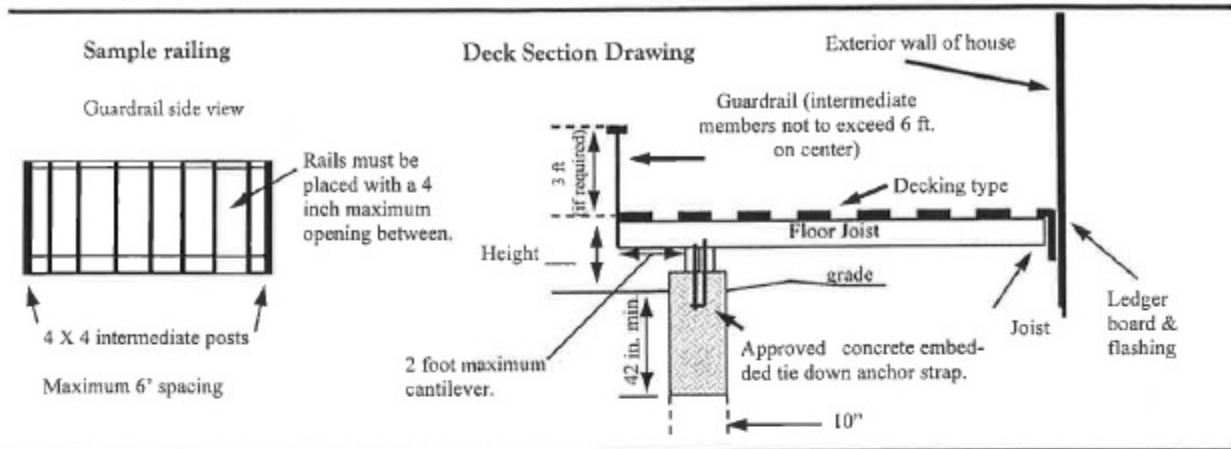 Sample railing
Guardrail side view
Rails must be
placed with a 4
inch maximum
opening between.
4 X 4 intermediate posts
Maximum 6' spacing
Deck Section Drawing
Exterior wall of house
Guardrail (intermediate
members not to exceed 6 ft.
on center)
3 ft
(if required)
Decking type
Floor Joist
Height ___
grade
42 in. min
2 foot maximum
cantilever.
Approved concrete embed-
ded tie down anchor strap.
Joist
Ledger
board &
flashing
10"